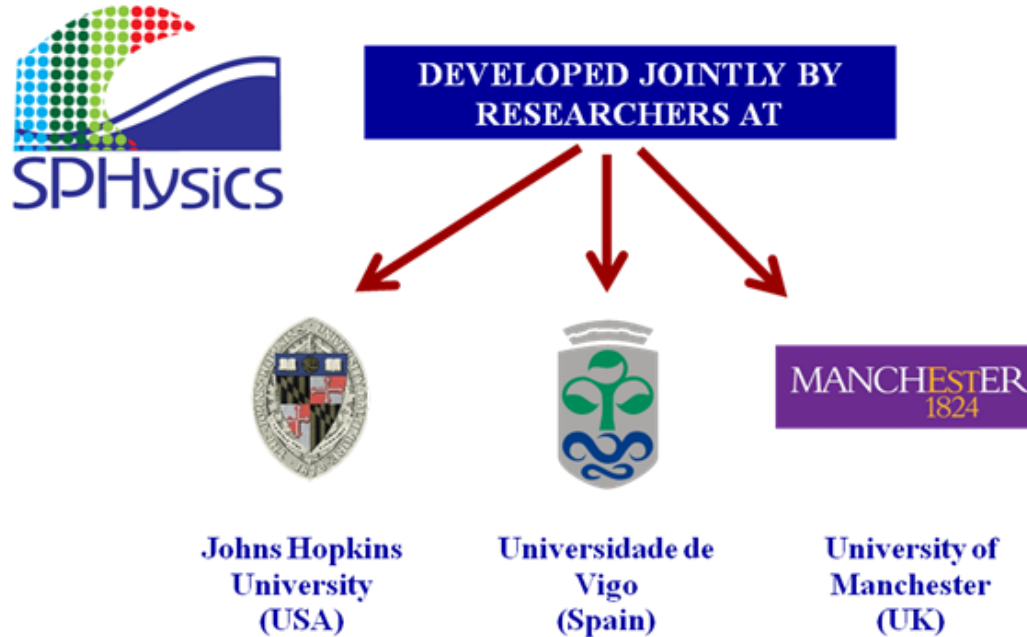 SPHysics
DEVELOPED JOINTLY BY
RESEARCHERS AT
MANCHESTER
1824
Johns Hopkins
University
(USA)
Universidade de
Vigo
(Spain)
University of
Manchester
(UK)